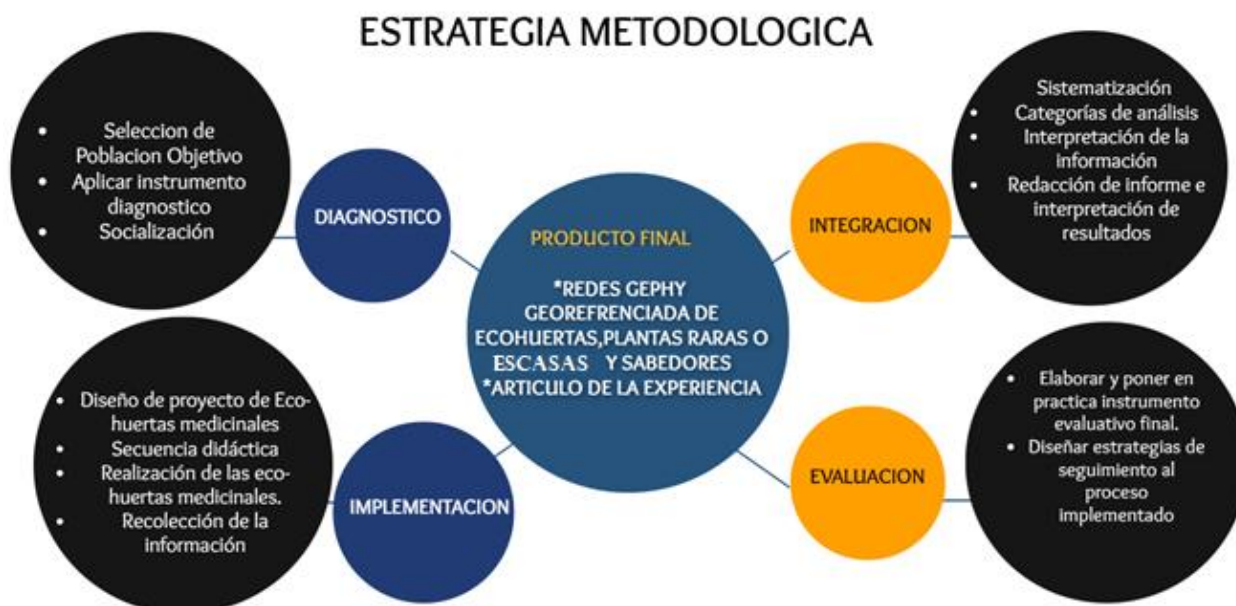 ESTRATEGIA METODOLOGICA
• Seleccion de
Poblacion Objetivo
• Aplicar instrumento
diagnostico
• Socialización
DIAGNOSTICO
• Diseño de proyecto de Eco-
huertas medicinales
• Secuencia didáctica
• Realización de las eco-
huertas medicinales.
• Recolección de la
información
IMPLEMENTACION
PRODUCTO FINAL
*REDES GEPHY
GEOREFRENCIADA DE
ECOHUERTAS,PLANTAS RARAS O
ESCASAS Y SABEDORES
*ARTICULO DE LA EXPERIENCIA
INTEGRACION
Sistematización
• Categorías de análisis
• Interpretación de la
información
• Redacción de informe e
interpretación de
resultados
EVALUACION
• Elaborar y poner en
practica instrumento
evaluativo final.
• Diseñar estrategias de
seguimiento al
proceso
implementado